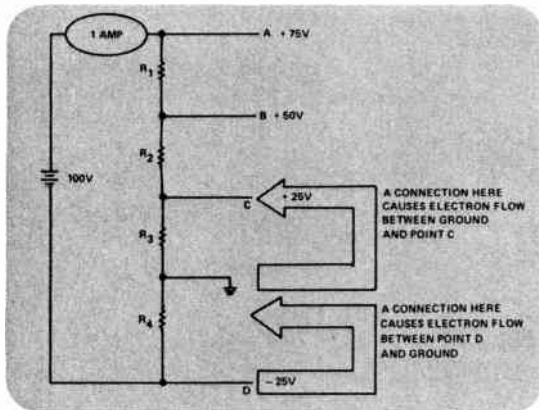 1 AMP
A + 75V
R1
B + 50V
R2
100V
C
+ 25V
A CONNECTION HERE
CAUSES ELECTRON FLOW
BETWEEN GROUND
AND POINT C
R3
R4
A CONNECTION HERE
CAUSES ELECTRON FLOW
BETWEEN POINT D
AND GROUND
D
- 25V